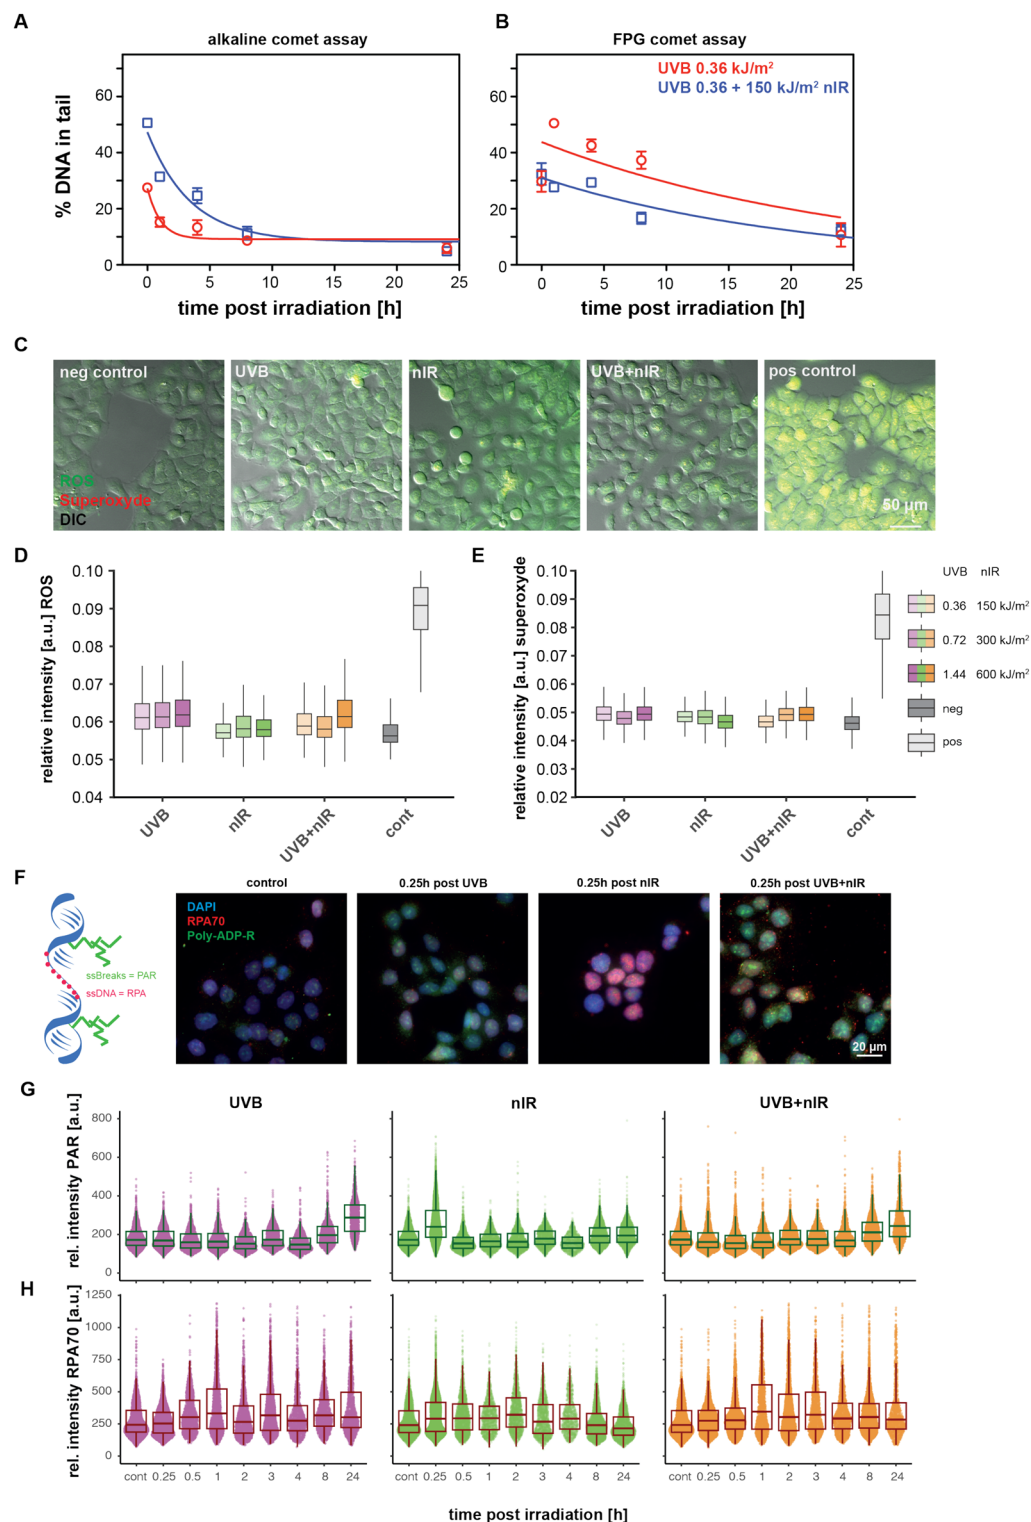 A
B
alkaline comet assay
FPG comet assay
UVB 0.36 kJ/m²
UVB 0.36 + 150 kJ/m² nIR
% DNA in tail
60
40
20
0
60
40
20
0
0 5 10 15 20 25
0 5 10 15 20 25
time post irradiation [h]
time post irradiation [h]
C
neg control
UVB
nIR
UVB+nIR
pos control
ROS
Superoxyde
DIC
50 µm
D
relative intensity [a.u.] ROS
0.10
0.09
0.08
0.07
0.06
0.05
0.04
UVB
nIR
UVB+nIR
cont
E
relative intensity [a.u.] superoxyde
0.10
0.09
0.08
0.07
0.06
0.05
0.04
0.03
0.02
UVB
nIR
UVB+nIR
cont
UVB nIR
0.36 150 kJ/m²
0.72 300 kJ/m²
1.44 600 kJ/m²
neg
pos
F
ssBreaks = PAR
ssDNA = RPA
control
0.25h post UVB
0.25h post nIR
0.25h post UVB+nIR
DAPI
RPA70
Poly-ADP-R
20 µm
G
UVB
nIR
UVB+nIR
rel. intensity PAR [a.u.]
800
600
400
200
0
H
rel. intensity RPA70 [a.u.]
1250
1000
750
500
250
0
cont 0.25 0.5 1 2 3 4 8 24
cont 0.25 0.5 1 2 3 4 8 24
cont 0.25 0.5 1 2 3 4 8 24
time post irradiation [h]